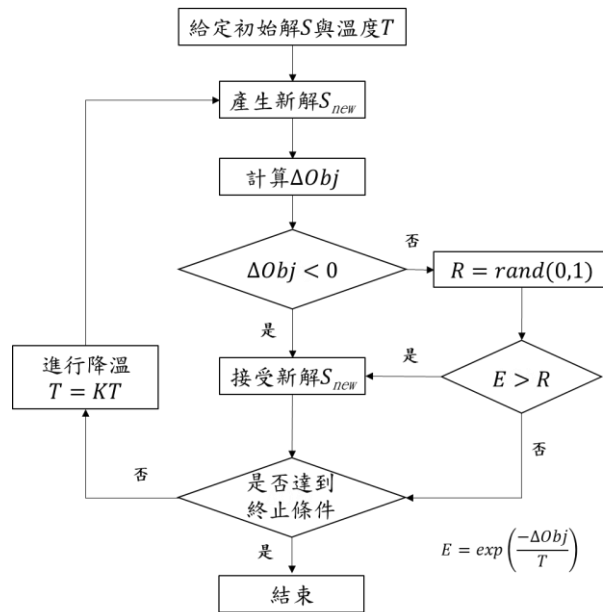 給定初始解S與溫度T
產生新解S_new
計算ΔObj
ΔObj < 0
否
R = rand(0,1)
是
進行降溫
T = KT
接受新解S_new
是
E > R
否
否
是否達到
終止條件
是
E = exp(-ΔObj/T)
結束